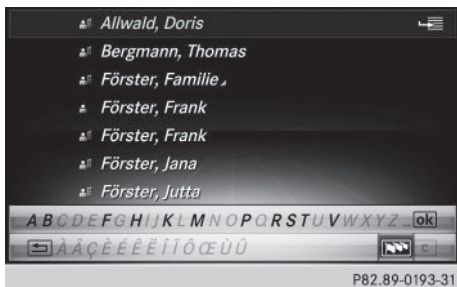 Allwald, Doris
Bergmann, Thomas
Förster, Familie
Förster, Frank
Förster, Frank
Förster, Jana
Förster, Jutta
A B C D E F G H I J K L M N O P Q R S T U V W X Y Z _ ok
À Â Ç È É Ê Ë Î Ï Ô Œ Ù Û c
P82.89-0193-31